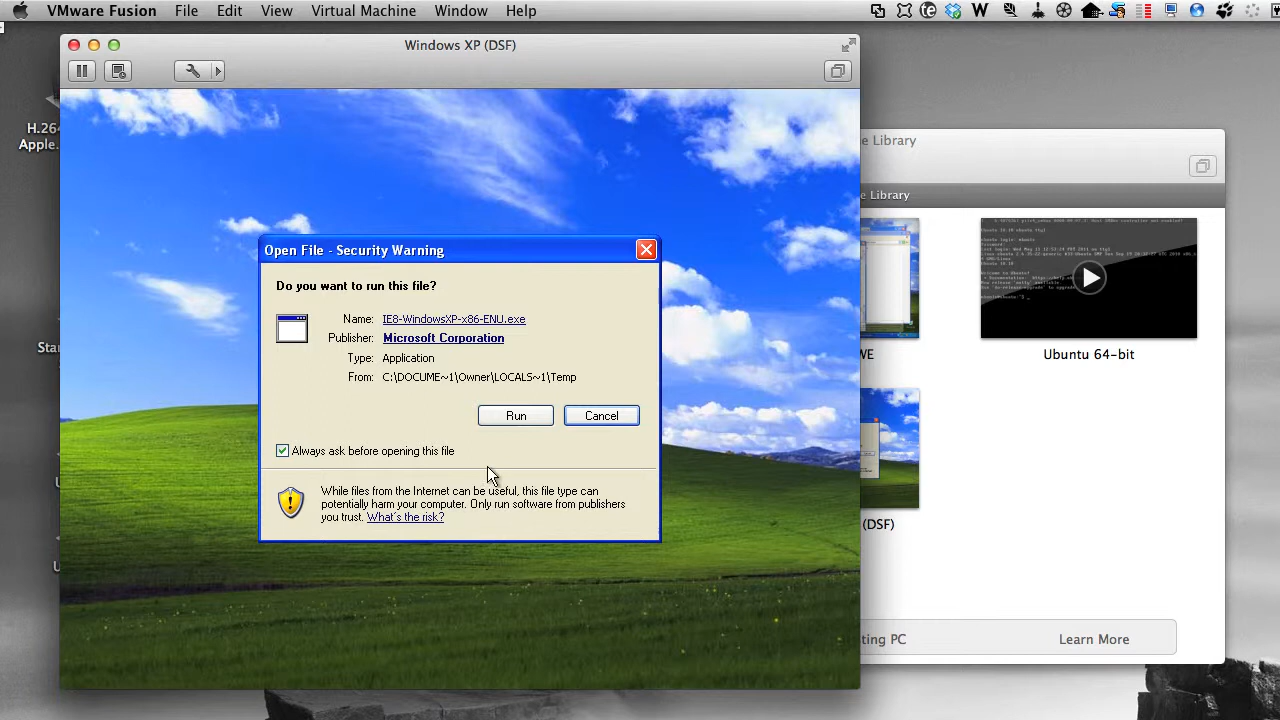 VMware Fusion File Edit View Virtual Machine Window Help
Windows XP (DSF)
H.264
Apple.
e Library
e Library
Open File - Security Warning
Do you want to run this file?
Name: IE8-WindowsXP-x86-ENU.exe
Publisher: Microsoft Corporation
Type: Application
From: C:\DOCUME~1\Owner\LOCALS~1\Temp
Run Cancel
Always ask before opening this file
While files from the Internet can be useful, this file type can
potentially harm your computer. Only run software from publishers
you trust. What's the risk?
Star
U
U
WE
Ubuntu 64-bit
(DSF)
ting PC
Learn More